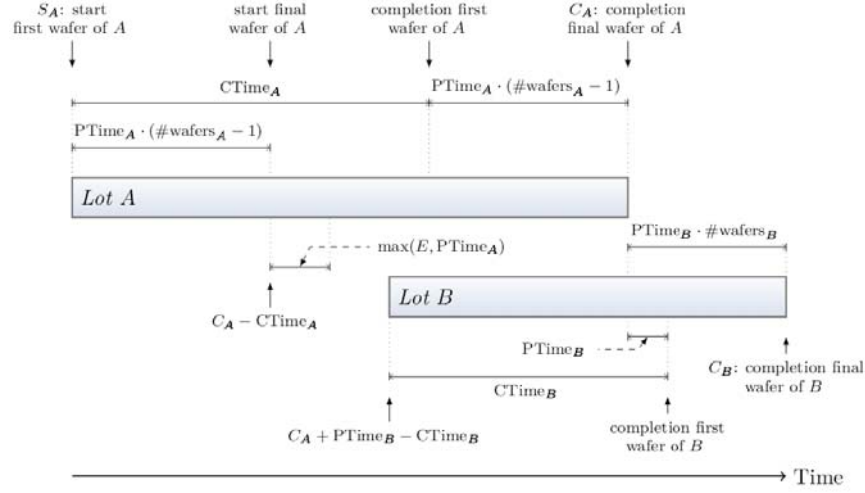 S_A: start
first wafer of A
start final
wafer of A
completion first
wafer of A
C_A: completion
final wafer of A
CTime_A
PTime_A · (#wafers_A − 1)
PTime_A · (#wafers_A − 1)
Lot A
PTime_B · #wafers_B
max(E, PTime_A)
Lot B
C_A − CTime_A
PTime_B
C_B: completion final
wafer of B
CTime_B
C_A + PTime_B − CTime_B
completion first
wafer of B
Time